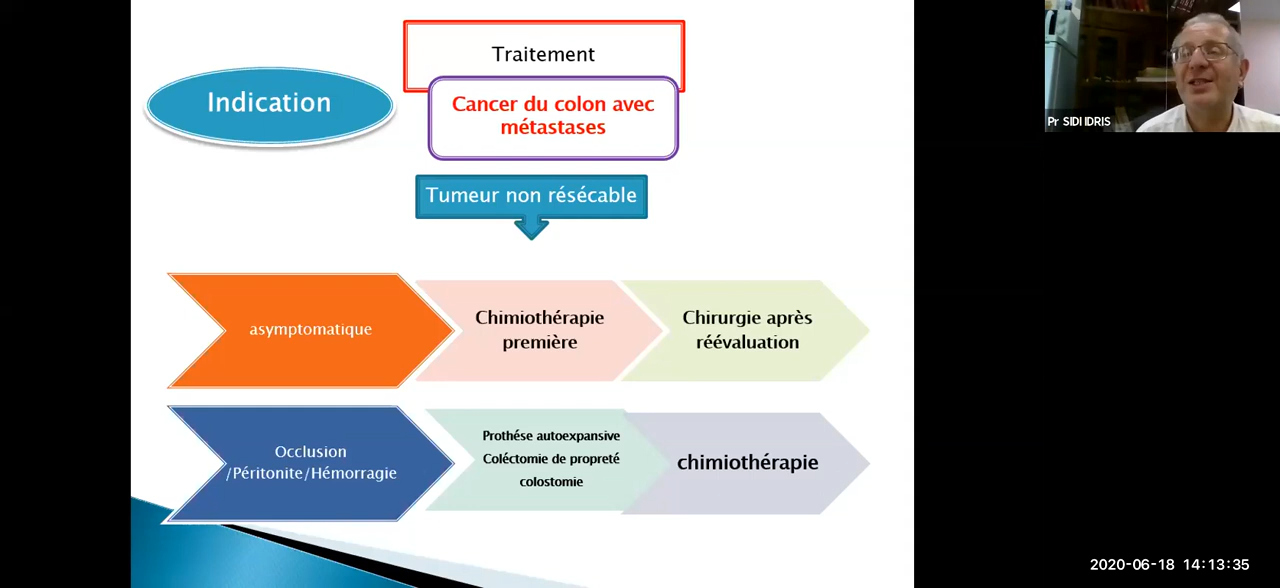 Traitement
Indication
Cancer du colon avec
métastases
Tumeur non résécable
asymptomatique
Chimiothérapie
première
Chirurgie après
réévaluation
Occlusion
/Péritonite/Hémorragie
Prothése autoexpansive
Coléctomie de propreté
colostomie
chimiothérapie
Pr SIDI IDRIS
2020-06-18 14:13:35